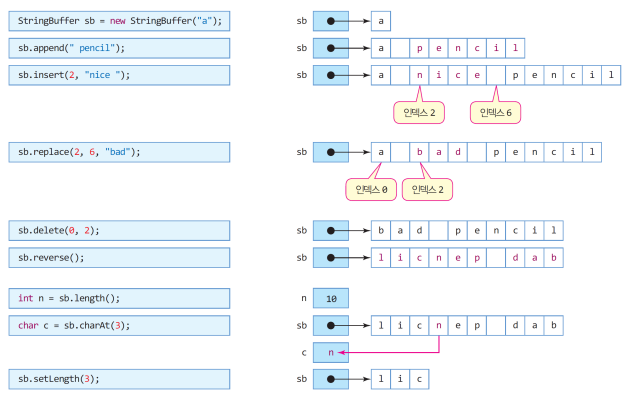 StringBuffer sb = new StringBuffer("a"); sb a
sb.append(" pencil"); sb a p e n c i l
sb.insert(2, "nice "); sb a n i c e p e n c i l
인덱스 2 인덱스 6
sb.replace(2, 6, "bad"); sb a b a d p e n c i l
인덱스 0 인덱스 2
sb.delete(0, 2); sb b a d p e n c i l
sb.reverse(); sb l i c n e p d a b
int n = sb.length(); n 10
char c = sb.charAt(3); sb l i c n e p d a b
c n
sb.setLength(3); sb l i c